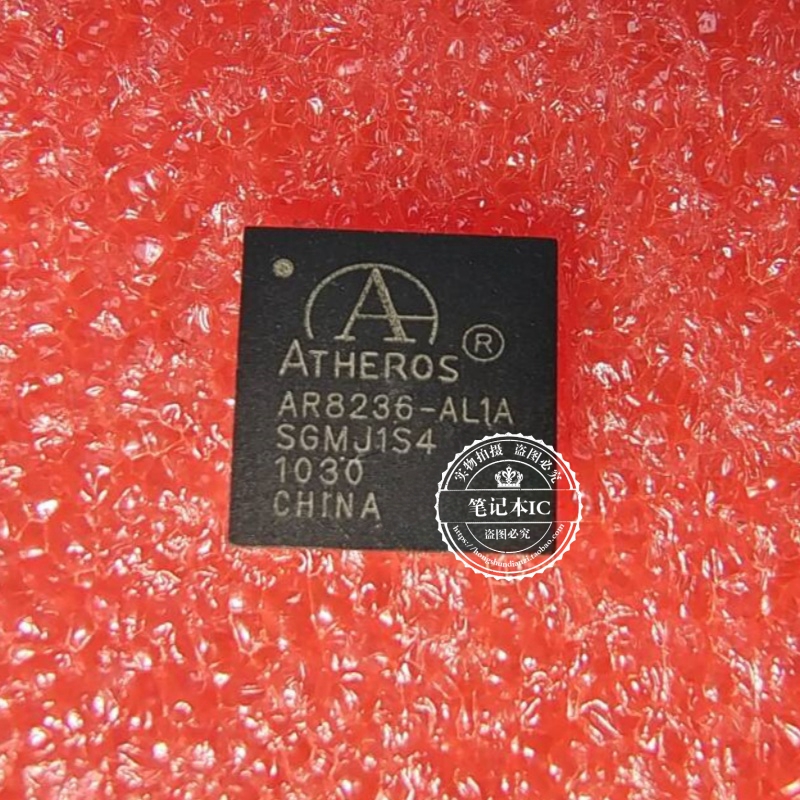 A
ATHEROS®
AR8236-AL1A
SGMJ1S4
1030
CHINA
实物拍摄 盗图必究
笔记本IC
盗图必究